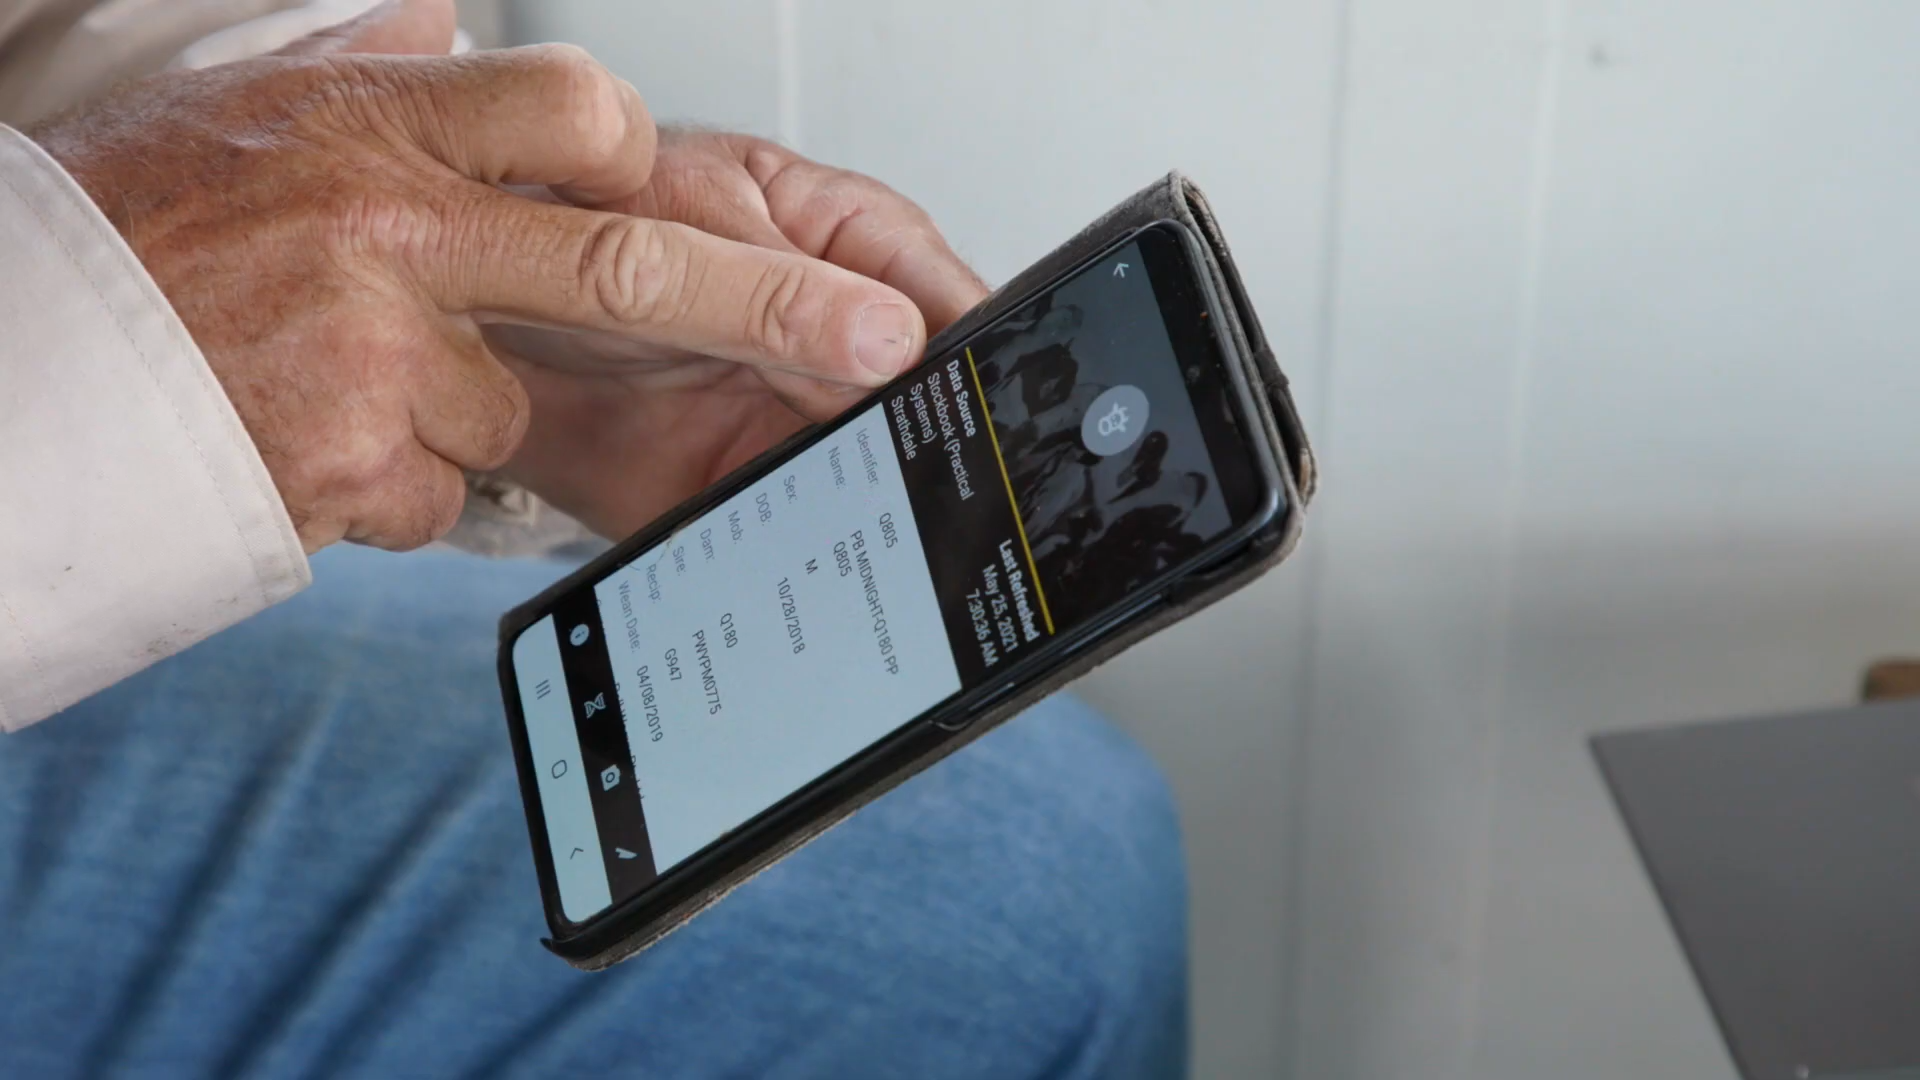 Data Source
Stockbook (Practical
Systems)
Strathdale
Last Refreshed
May 25, 2021
7:30:36 AM
Identifier: Q805
Name: PB MIDNIGHT-Q180 PP
Q805
Sex: M
DOB: 10/28/2018
Mob:
Dam: Q180
Sire: PWYPM0775
Recip: G947
Wean Date: 04/08/2019